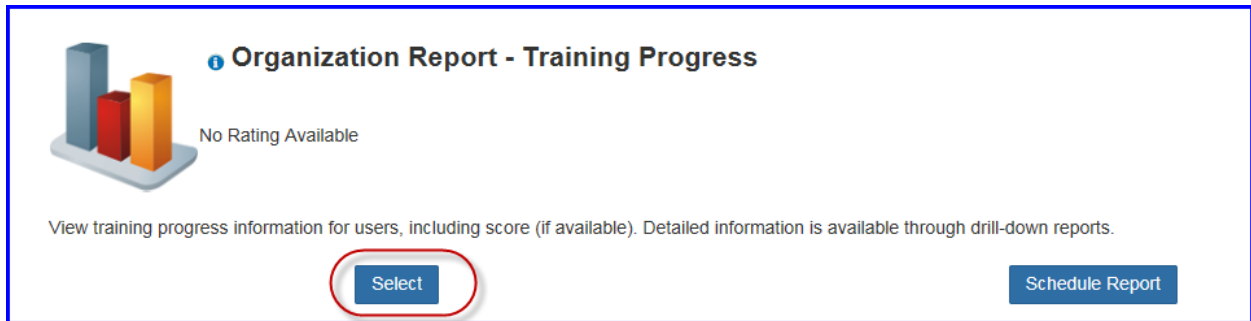 Organization Report - Training Progress
No Rating Available
View training progress information for users, including score (if available). Detailed information is available through drill-down reports.
Select
Schedule Report